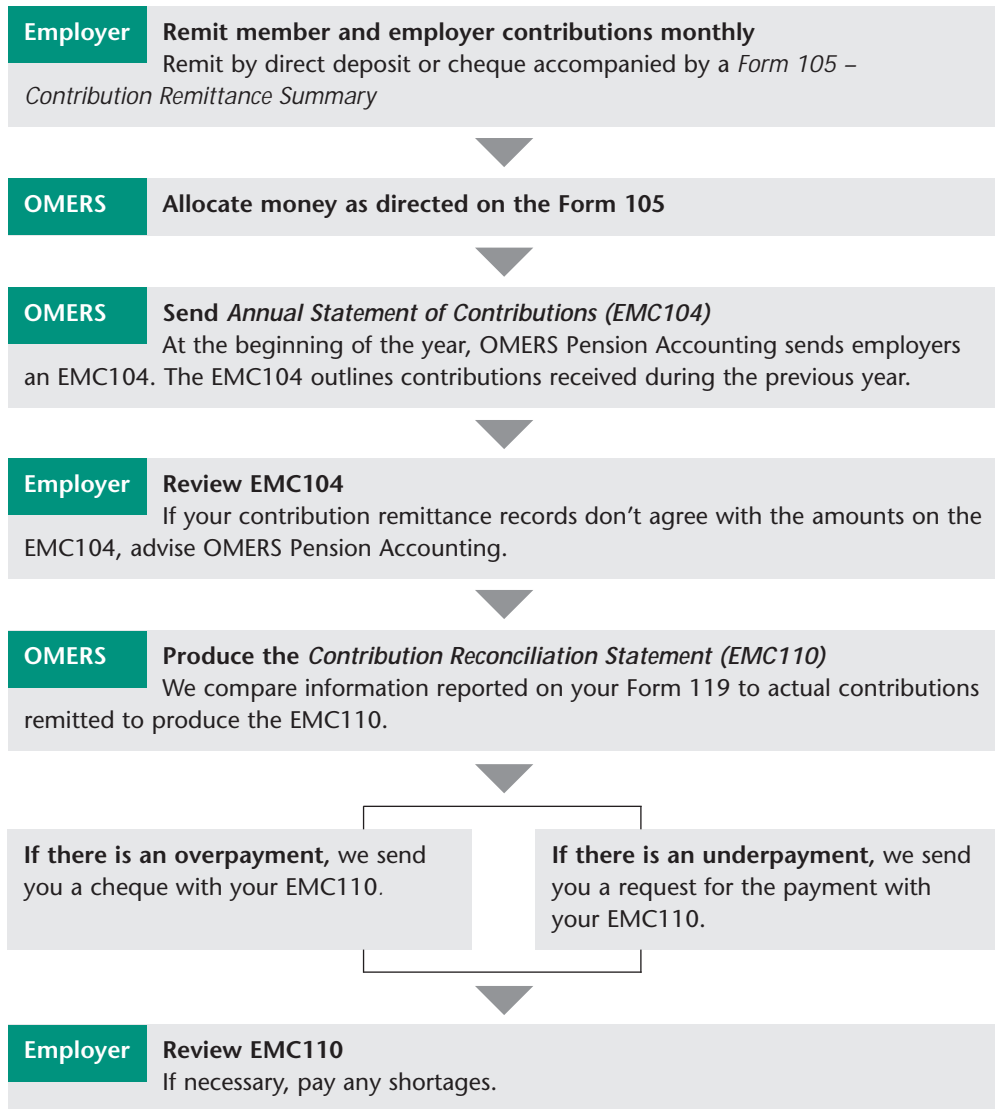 Employer Remit member and employer contributions monthly
Remit by direct deposit or cheque accompanied by a Form 105 –
Contribution Remittance Summary
OMERS Allocate money as directed on the Form 105
OMERS Send Annual Statement of Contributions (EMC104)
At the beginning of the year, OMERS Pension Accounting sends employers
an EMC104. The EMC104 outlines contributions received during the previous year.
Employer Review EMC104
If your contribution remittance records don’t agree with the amounts on the
EMC104, advise OMERS Pension Accounting.
OMERS Produce the Contribution Reconciliation Statement (EMC110)
We compare information reported on your Form 119 to actual contributions
remitted to produce the EMC110.
If there is an overpayment, we send
you a cheque with your EMC110.
If there is an underpayment, we send
you a request for the payment with
your EMC110.
Employer Review EMC110
If necessary, pay any shortages.